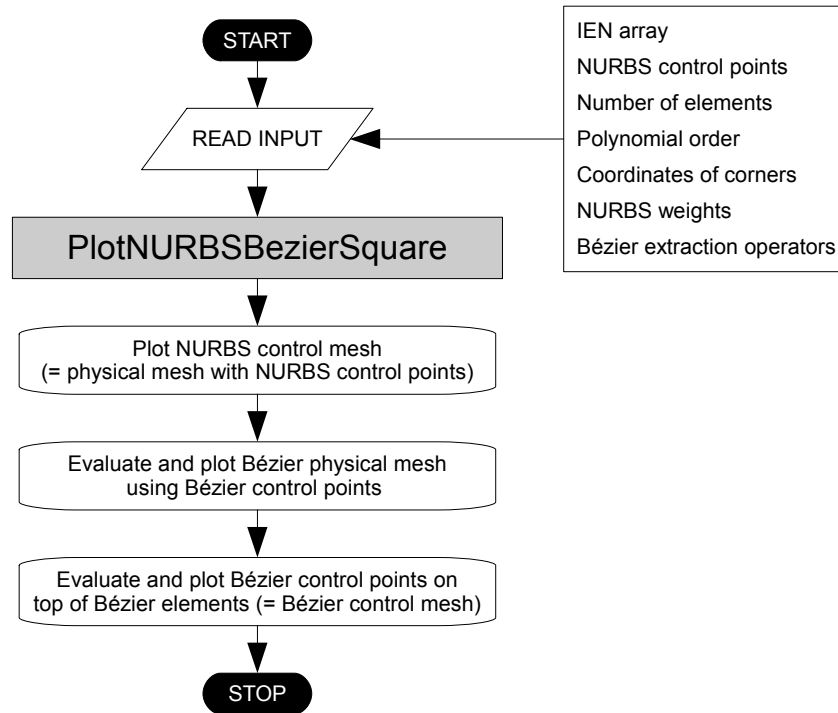 START
READ INPUT
IEN array
NURBS control points
Number of elements
Polynomial order
Coordinates of corners
NURBS weights
Bézier extraction operators
PlotNURBSBezierSquare
Plot NURBS control mesh
(= physical mesh with NURBS control points)
Evaluate and plot Bézier physical mesh
using Bézier control points
Evaluate and plot Bézier control points on
top of Bézier elements (= Bézier control mesh)
STOP